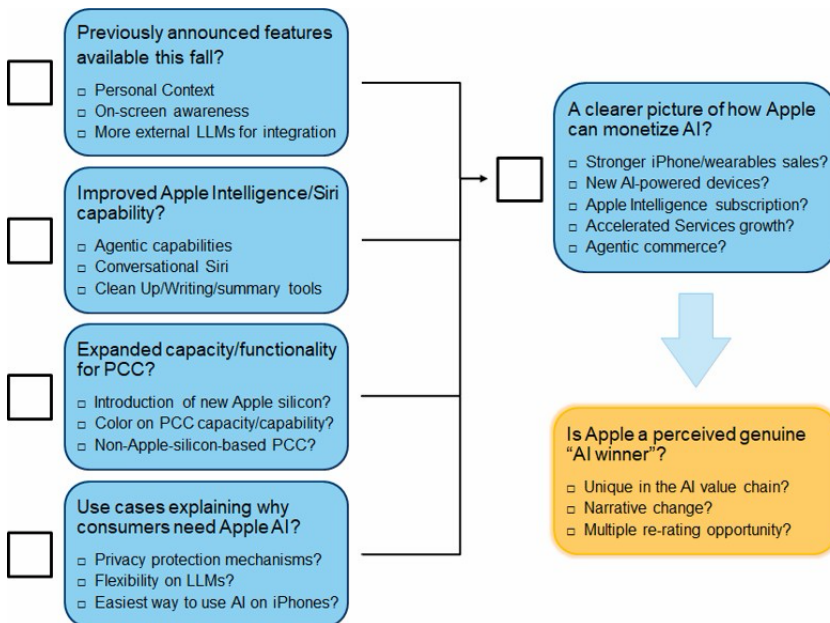 Previously announced features
available this fall?
Personal Context
On-screen awareness
More external LLMs for integration
Improved Apple Intelligence/Siri
capability?
Agentic capabilities
Conversational Siri
Clean Up/Writing/summary tools
Expanded capacity/functionality
for PCC?
Introduction of new Apple silicon?
Color on PCC capacity/capability?
Non-Apple-silicon-based PCC?
Use cases explaining why
consumers need Apple AI?
Privacy protection mechanisms?
Flexibility on LLMs?
Easiest way to use AI on iPhones?
A clearer picture of how Apple
can monetize AI?
Stronger iPhone/wearables sales?
New AI-powered devices?
Apple Intelligence subscription?
Accelerated Services growth?
Agentic commerce?
Is Apple a perceived genuine
“AI winner”?
Unique in the AI value chain?
Narrative change?
Multiple re-rating opportunity?